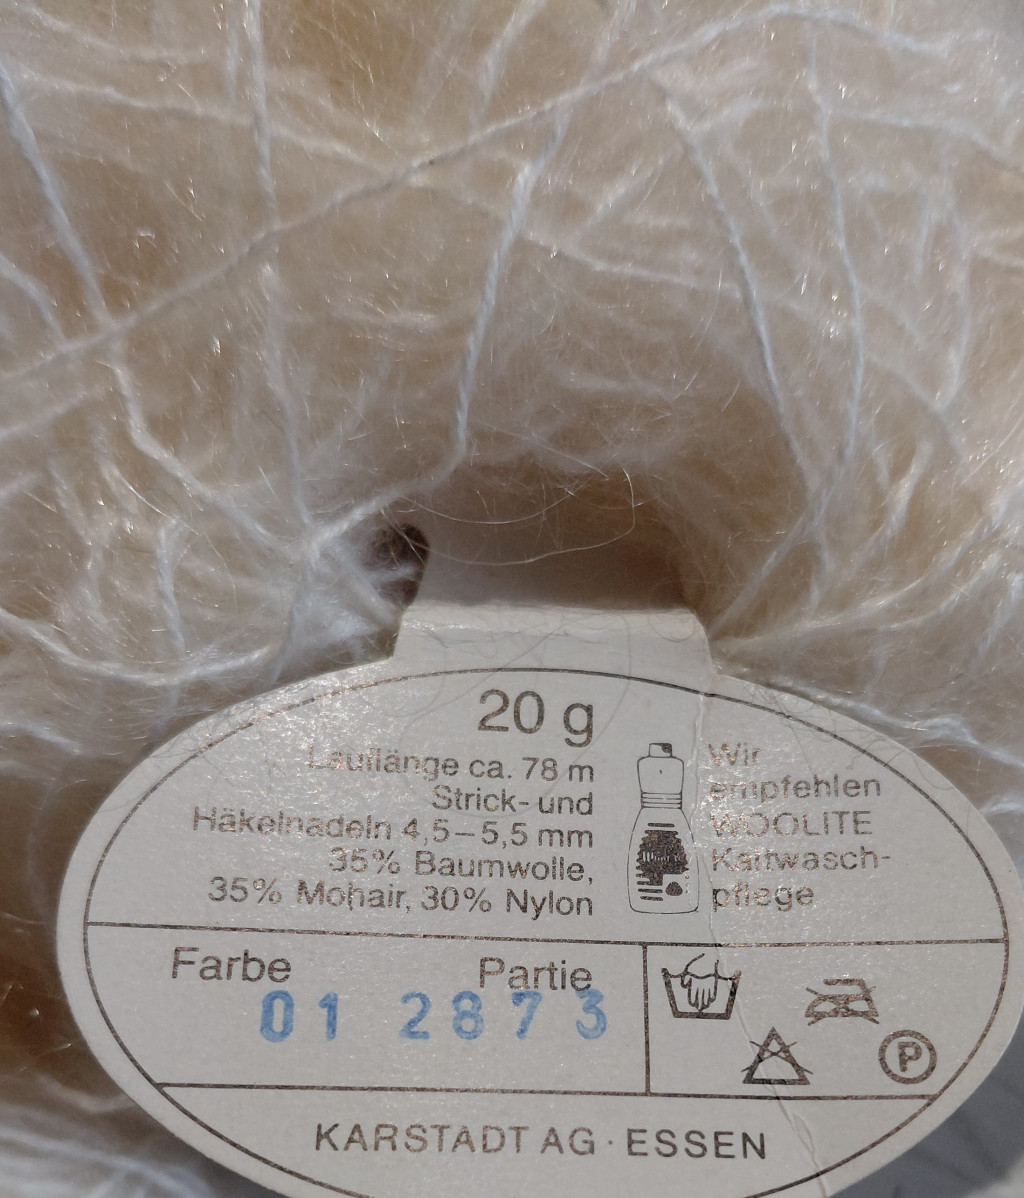 20 g
Lauflänge ca. 78 m
Strick- und
Häkelnadeln 4,5–5,5 mm
35% Baumwolle,
35% Mohair, 30% Nylon
Wir
empfehlen
WOOLITE
Kaltwasch-
pflege
Farbe Partie
01 2873
P
KARSTADT AG · ESSEN